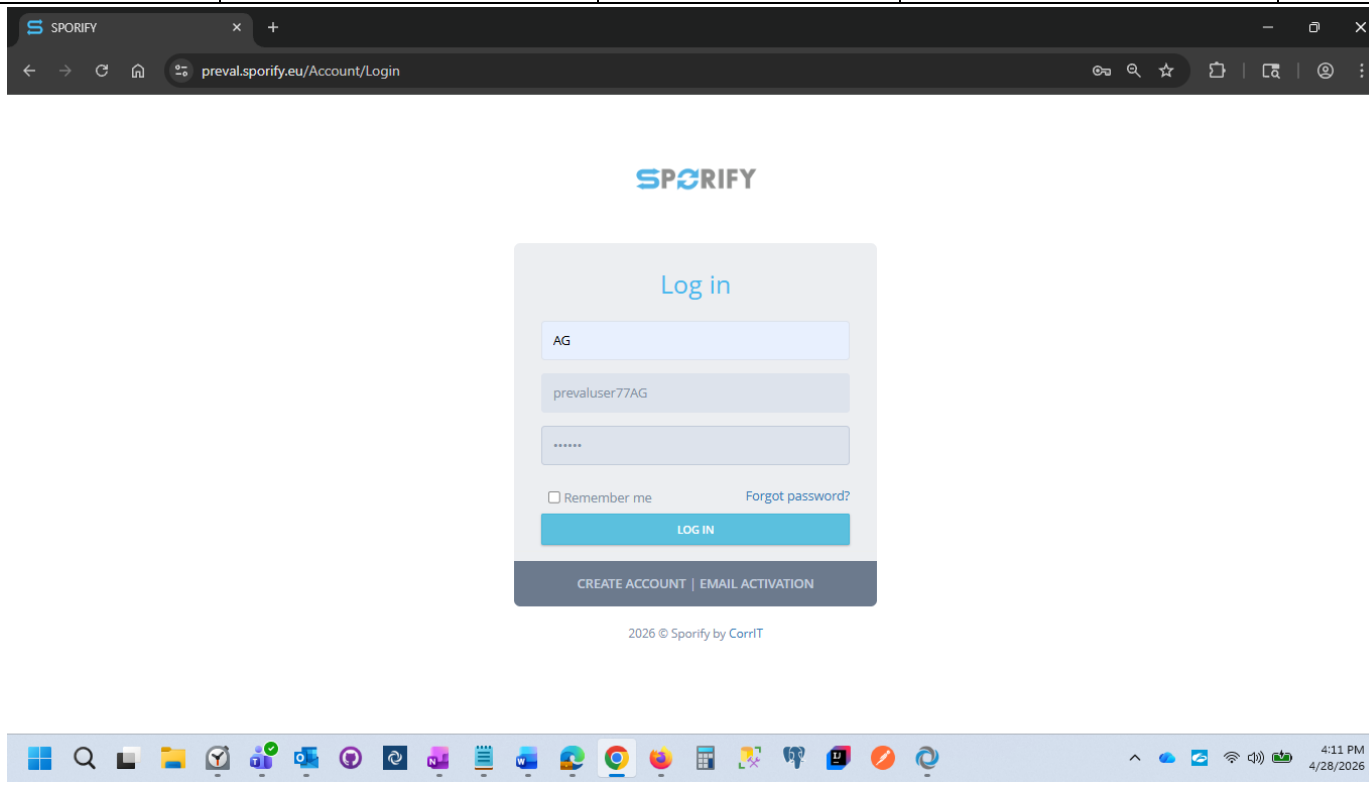 SPORIFY
preval.sporify.eu/Account/Login
SPORIFY
Log in
AG
prevaluser77AG
••••••
Remember me Forgot password?
LOG IN
CREATE ACCOUNT | EMAIL ACTIVATION
2026 © Sporify by CorrIT
4:11 PM
4/28/2026